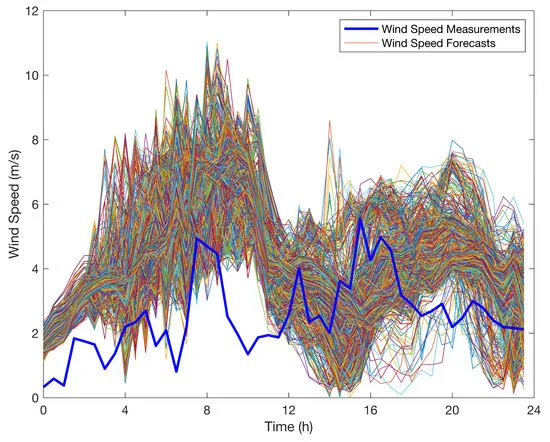 12
10
8
6
4
2
0
Wind Speed (m/s)
Wind Speed Measurements
Wind Speed Forecasts
0 4 8 12 16 20 24
Time (h)